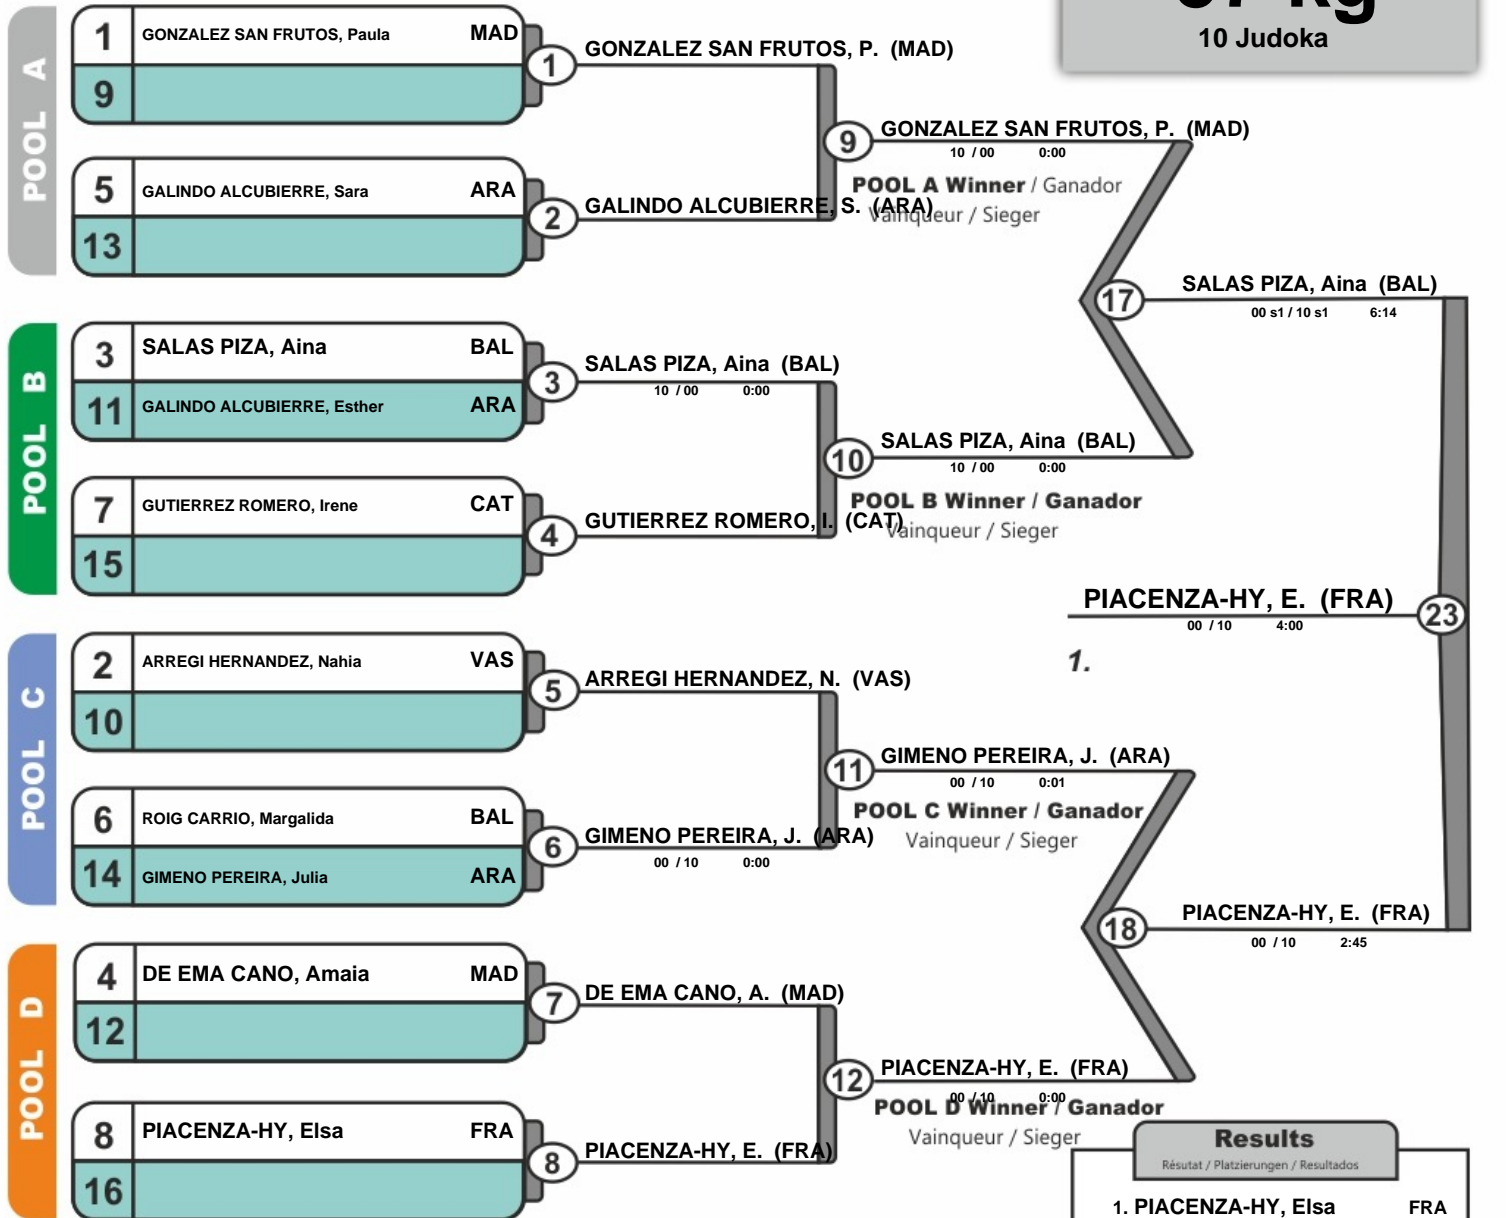 10 Judoka
POOL A
1 GONZALEZ SAN FRUTOS, Paula MAD
9
1
GONZALEZ SAN FRUTOS, P. (MAD)
5 GALINDO ALCUBIERRE, Sara ARA
13
2
GALINDO ALCUBIERRE, S. (ARA)
9
GONZALEZ SAN FRUTOS, P. (MAD)
10 / 00 0:00
POOL A Winner / Ganador
Vainqueur / Sieger
POOL B
3 SALAS PIZA, Aina BAL
11 GALINDO ALCUBIERRE, Esther ARA
3
SALAS PIZA, Aina (BAL)
10 / 00 0:00
7 GUTIERREZ ROMERO, Irene CAT
15
4
GUTIERREZ ROMERO, I. (CAT)
10
SALAS PIZA, Aina (BAL)
10 / 00 0:00
POOL B Winner / Ganador
Vainqueur / Sieger
17
SALAS PIZA, Aina (BAL)
00 s1 / 10 s1 6:14
PIACENZA-HY, E. (FRA)
23
00 / 10 4:00
1.
POOL C
2 ARREGI HERNANDEZ, Nahia VAS
10
5
ARREGI HERNANDEZ, N. (VAS)
6 ROIG CARRIO, Margalida BAL
14 GIMENO PEREIRA, Julia ARA
6
GIMENO PEREIRA, J. (ARA)
00 / 10 0:00
11
GIMENO PEREIRA, J. (ARA)
00 / 10 0:01
POOL C Winner / Ganador
Vainqueur / Sieger
18
PIACENZA-HY, E. (FRA)
00 / 10 2:45
POOL D
4 DE EMA CANO, Amaia MAD
12
7
DE EMA CANO, A. (MAD)
8 PIACENZA-HY, Elsa FRA
16
8
PIACENZA-HY, E. (FRA)
12
PIACENZA-HY, E. (FRA)
00 / 10 0:00
POOL D Winner / Ganador
Vainqueur / Sieger
Results
Résutat / Platzierungen / Resultados
1. PIACENZA-HY, Elsa FRA